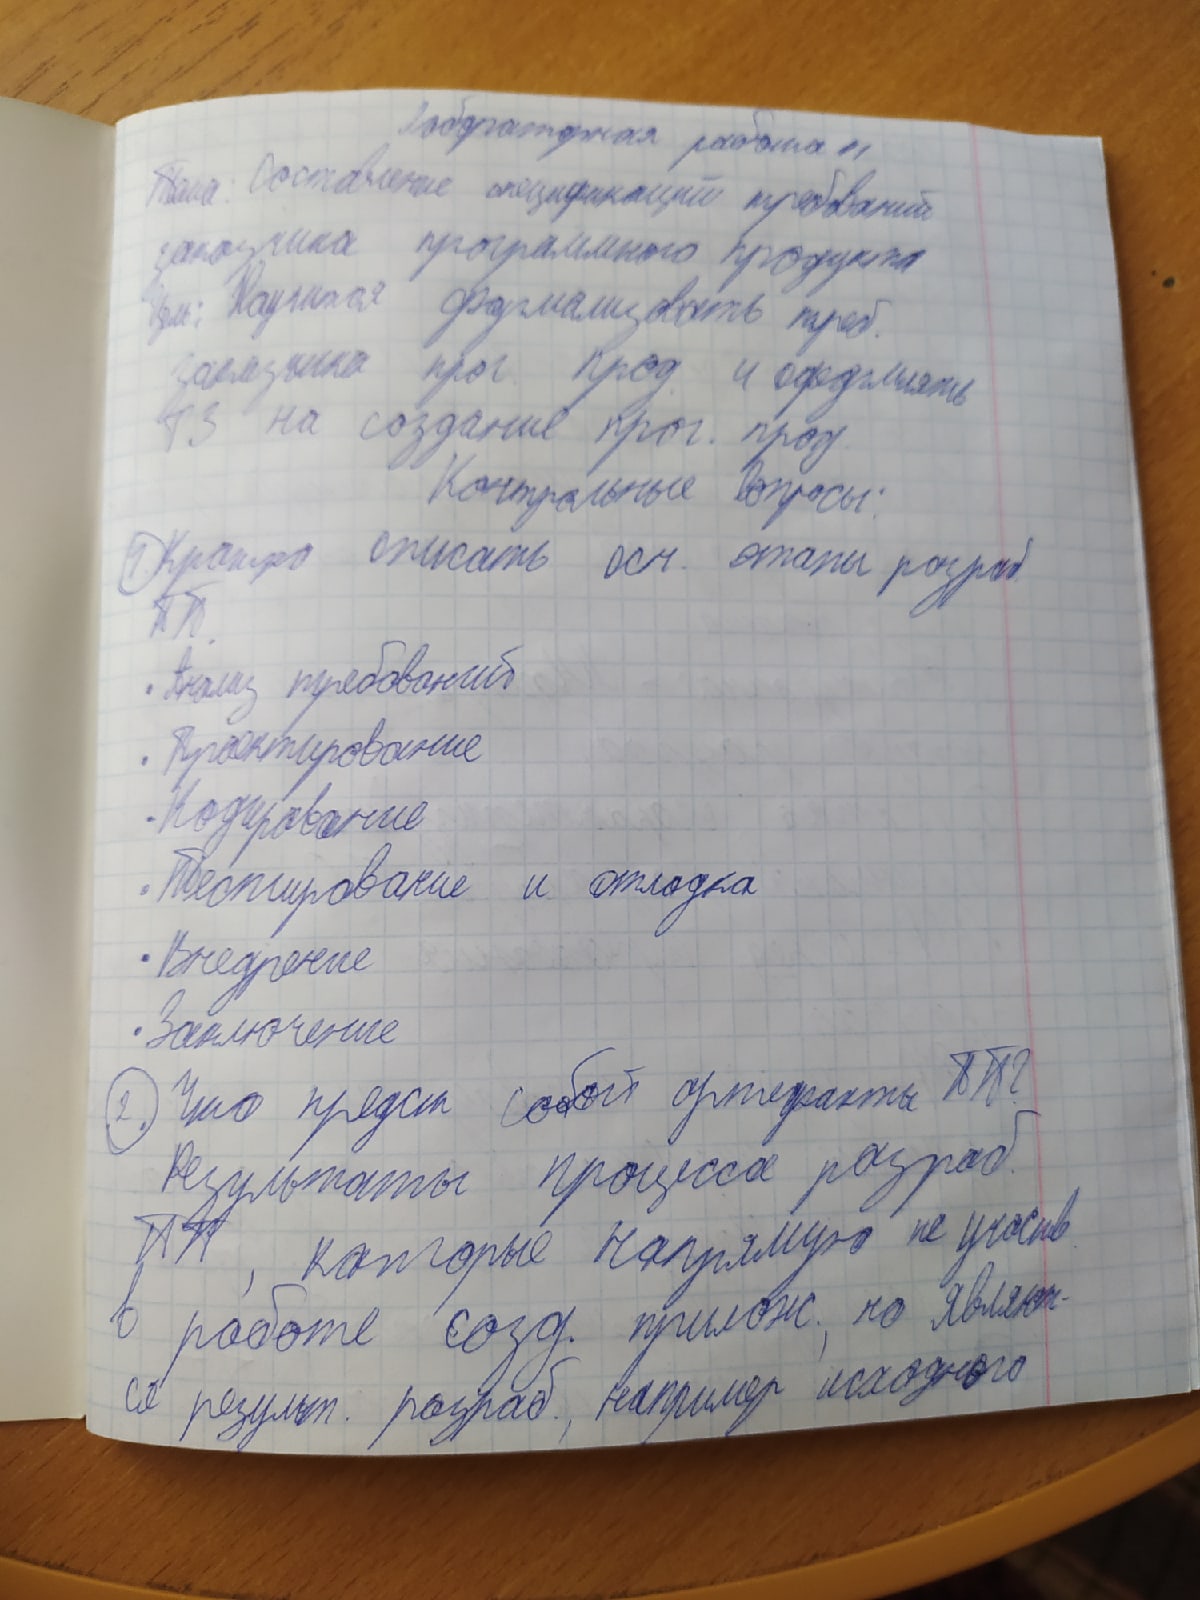 Лабораторная работа №1
Тема: Составление спецификаций требований
заказчика программного продукта
Цель: Научиться формализовать треб.
заказчика прог. прод. и оформлять
ТЗ на создание прог. прод.
Контрольные вопросы:
1 Кратко описать осн. этапы разраб.
ПП.
· Анализ требований
· Проектирование
· Кодирование
· Тестирование и отладка
· Внедрение
· Заключение
2. Что предст собой артефакты ПП?
Результаты процесса разраб.
ПП, которые напрямую не участв.
в работе созд. прилож., но являют-
ся результ. разраб., например исходного